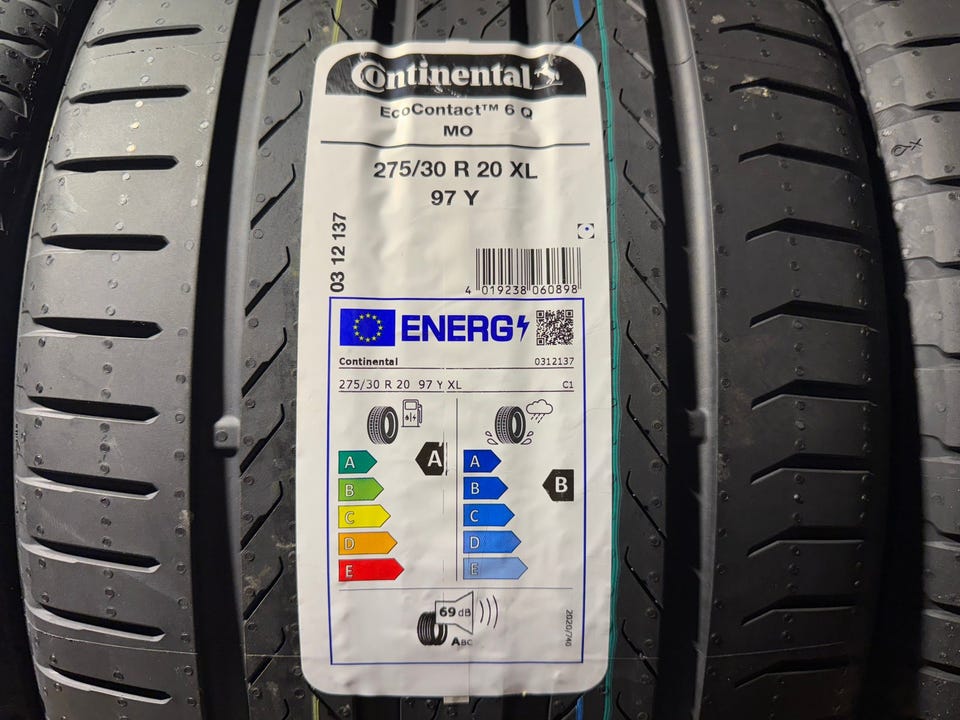 Continental
EcoContact™ 6 Q
MO
275/30 R 20 XL
97 Y
03 12 137
4 019238 060898
ENERG
Continental 0312137
275/30 R 20 97 Y XL C1
A A A
B B B
C C
D D
E E
69 dB
ABC
2020/740